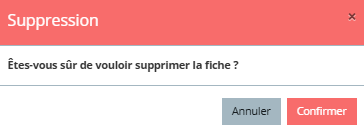 Suppression ×
Êtes-vous sûr de vouloir supprimer la fiche ?
Annuler Confirmer